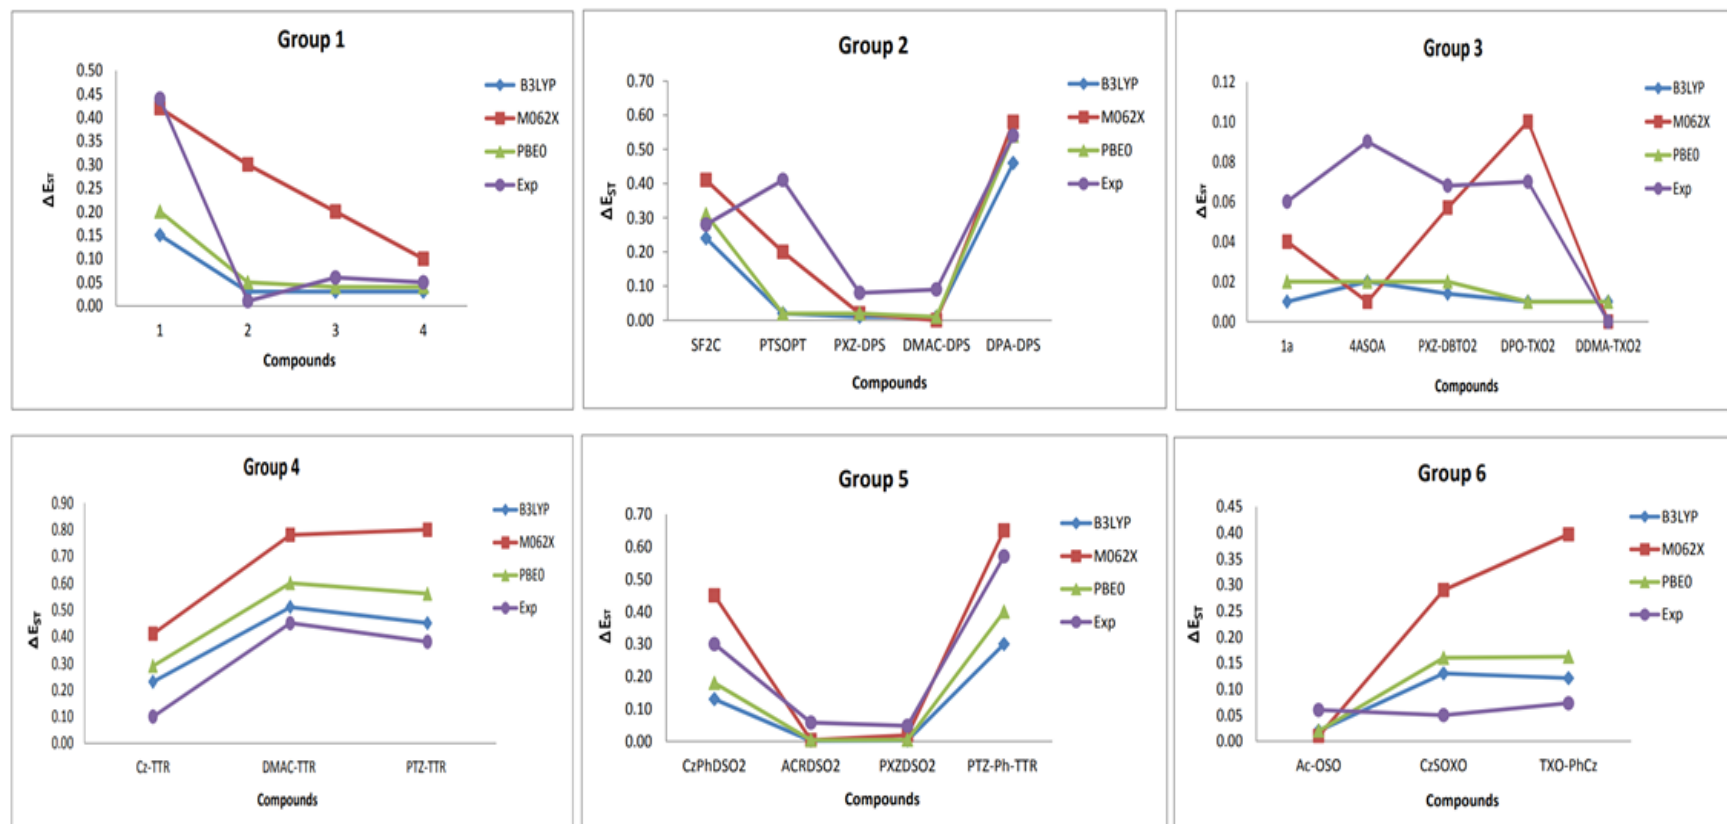 Group 1
0.50
0.45
0.40
0.35
0.30
0.25
0.20
0.15
0.10
0.05
0.00
ΔE_ST
1 2 3 4
Compounds
B3LYP
M062X
PBE0
Exp
Group 2
0.70
0.60
0.50
0.40
0.30
0.20
0.10
0.00
ΔE_ST
SF2C PTSOPT PXZ-DPS DMAC-DPS DPA-DPS
Compounds
B3LYP
M062X
PBE0
Exp
Group 3
0.12
0.10
0.08
0.06
0.04
0.02
0.00
ΔE_ST
1a 4ASOA PXZ-DBTO2 DPO-TXO2 DDMA-TXO2
Compounds
B3LYP
M062X
PBE0
Exp
Group 4
0.90
0.80
0.70
0.60
0.50
0.40
0.30
0.20
0.10
0.00
ΔE_ST
Cz-TTR DMAC-TTR PTZ-TTR
Compounds
B3LYP
M062X
PBE0
Exp
Group 5
0.70
0.60
0.50
0.40
0.30
0.20
0.10
0.00
ΔE_ST
CzPhDSO2 ACRDSO2 PXZDSO2 PTZ-Ph-TTR
Compounds
B3LYP
M062X
PBE0
Exp
Group 6
0.45
0.40
0.35
0.30
0.25
0.20
0.15
0.10
0.05
0.00
ΔE_ST
Ac-OSO CzSOXO TXO-PhCz
Compounds
B3LYP
M062X
PBE0
Exp